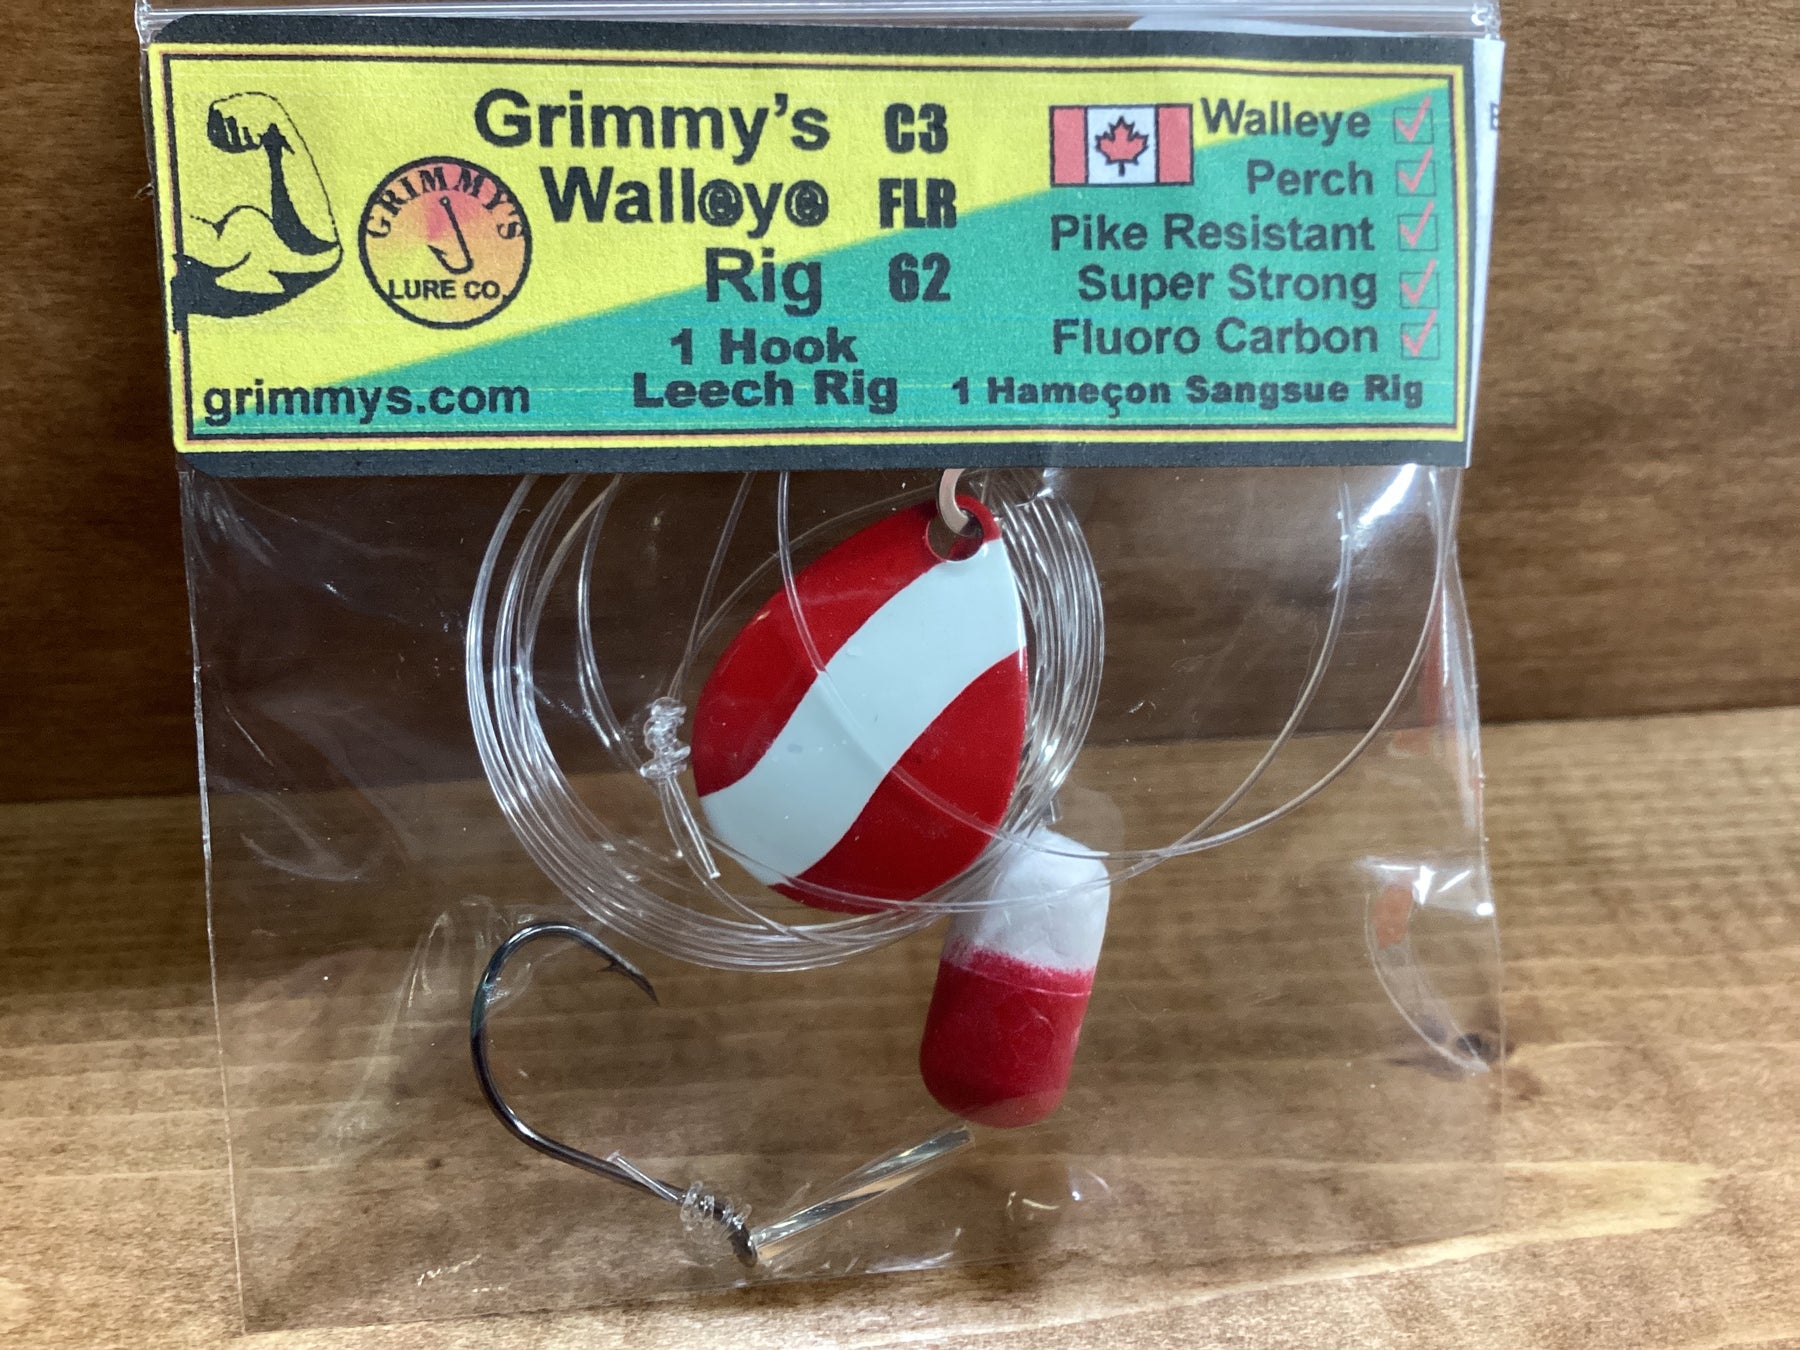 Grimmy's C3
Walleye FLR
Rig 62
1 Hook
Leech Rig
GRIMMY'S
LURE CO.
grimmys.com
Walleye
Perch
Pike Resistant
Super Strong
Fluoro Carbon
1 Hameçon Sangsue Rig